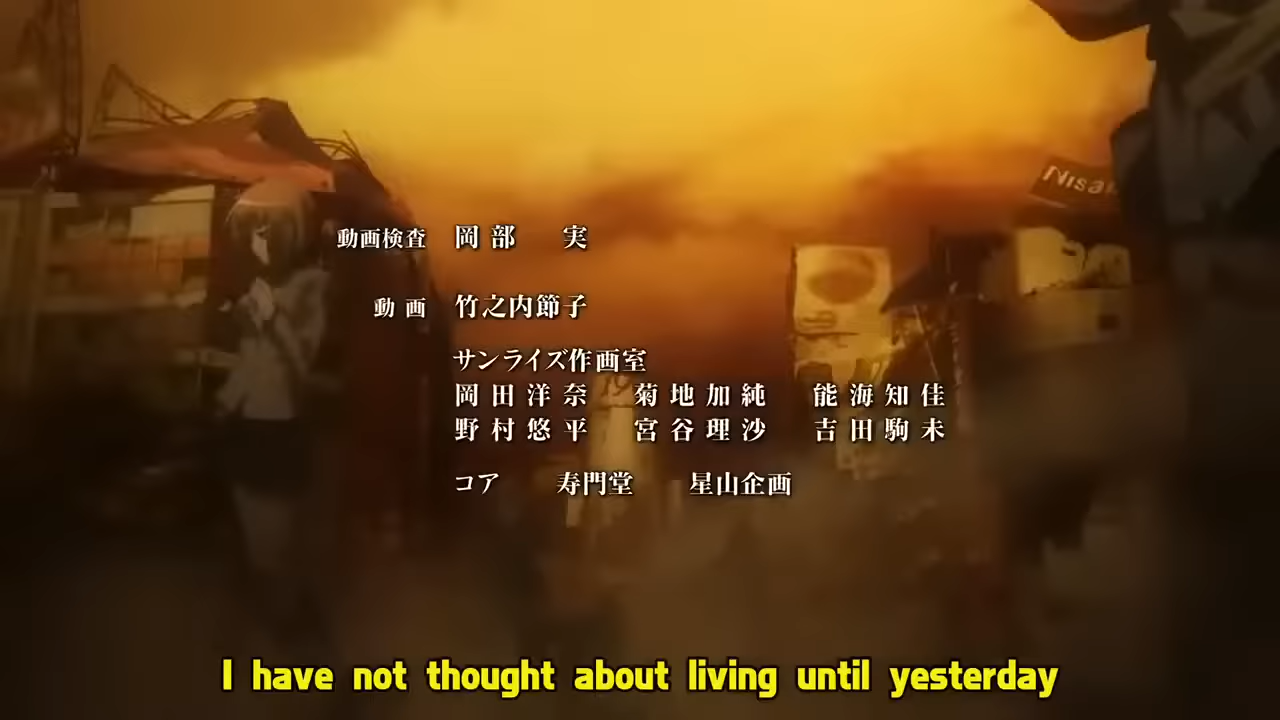 Nisa
動画検査 岡部 実
動画 竹之内節子
サンライズ作画室
岡田洋奈 菊地加純 能海知佳
野村悠平 宮谷理沙 吉田駒未
コア 寿門堂 星山企画
I have not thought about living until yesterday